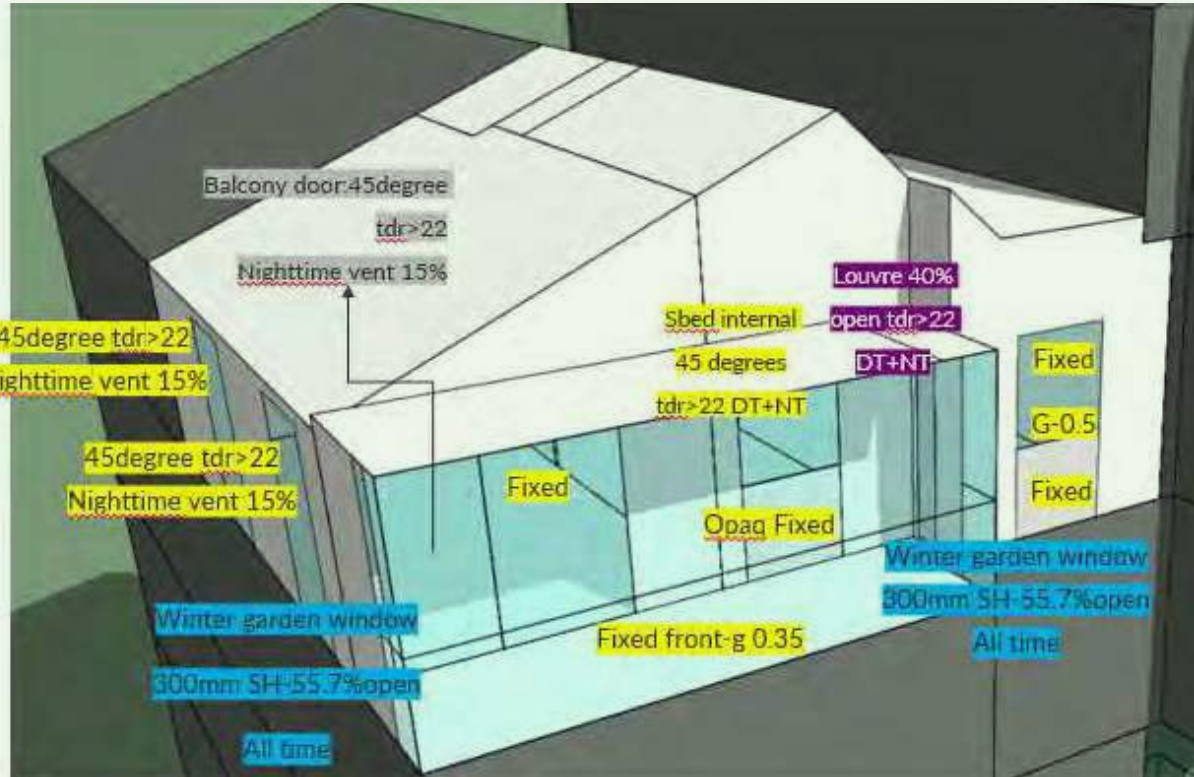 Balcony door:45degree
tdr>22
Nighttime vent 15%
45degree tdr>22
Nighttime vent 15%
45degree tdr>22
Nighttime vent 15%
Sbed internal
45 degrees
tdr>22 DT+NT
Louvre 40%
open tdr>22
DT+NT
Fixed
G-0.5
Fixed
Fixed
Opaq Fixed
Fixed front-g 0.35
Winter garden window
300mm SH-55.7%open
All time
Winter garden window
300mm SH-55.7%open
All time